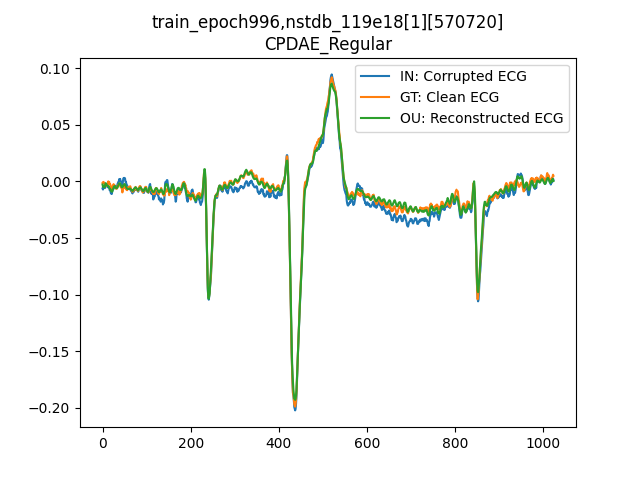 train_epoch996,nstdb_119e18[1][570720]
CPDAE_Regular
IN: Corrupted ECG
GT: Clean ECG
OU: Reconstructed ECG
0.10
0.05
0.00
−0.05
−0.10
−0.15
−0.20
0 200 400 600 800 1000